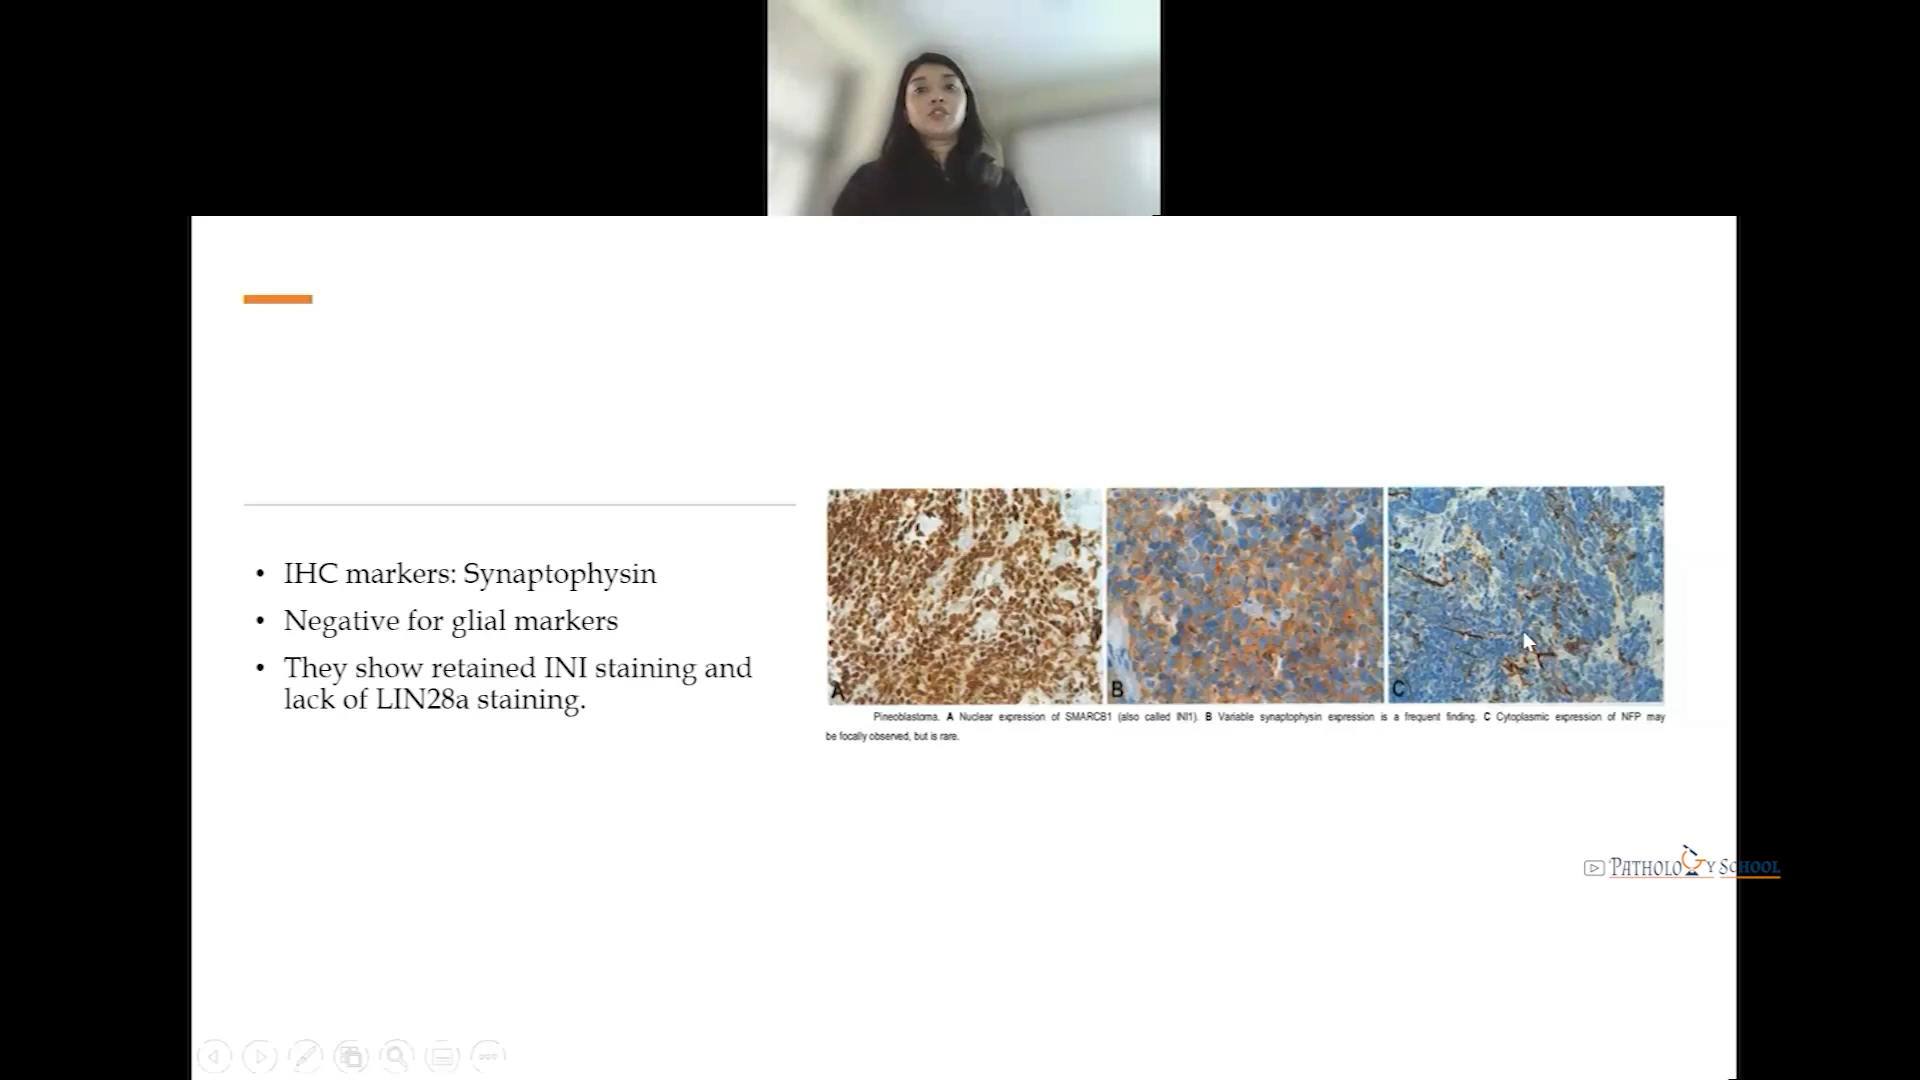 • IHC markers: Synaptophysin
• Negative for glial markers
• They show retained INI staining and
lack of LIN28a staining.
A
B
C
Pineoblastoma. A Nuclear expression of SMARCB1 (also called INI1). B Variable synaptophysin expression is a frequent finding. C Cytoplasmic expression of NFP may
be focally observed, but is rare.
PATHOLOGY SCHOOL